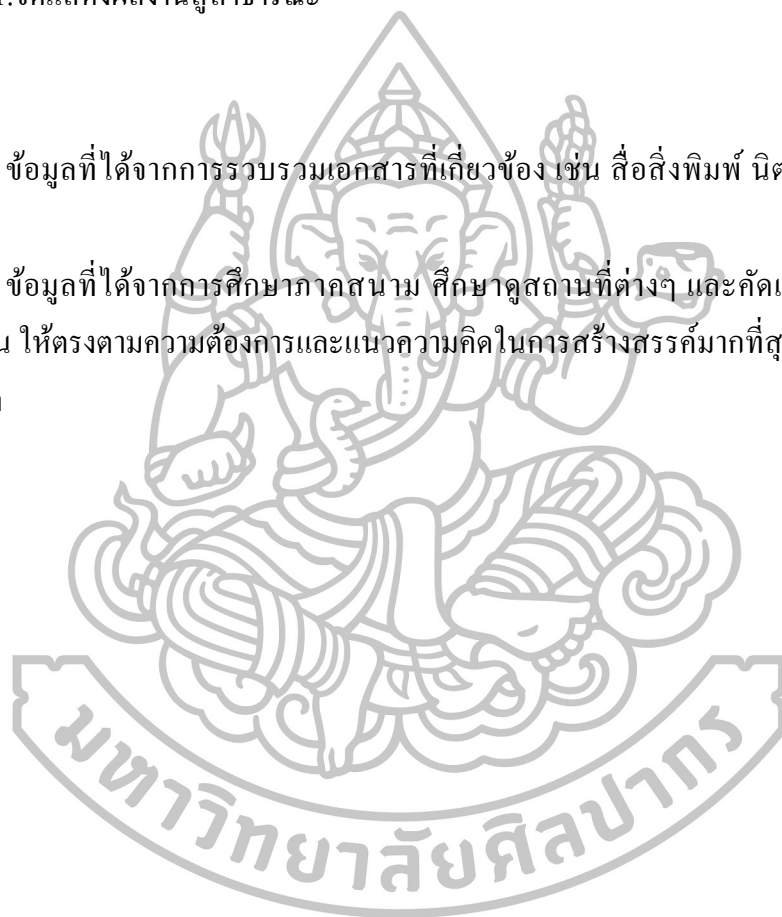 ข้อมูลที่ได้จากการรวบรวมเอกสารที่เกี่ยวข้อง เช่น สื่อสิ่งพิมพ์
ข้อมูลที่ได้จากการศึกษาภาคสนาม ศึกษาดูสถานที่ต่างๆ และ
ให้ตรงตามความต้องการและแนวความคิดในการสร้างสรรค์มากที่สุ
มหาวิทยาลัยศิลปากร